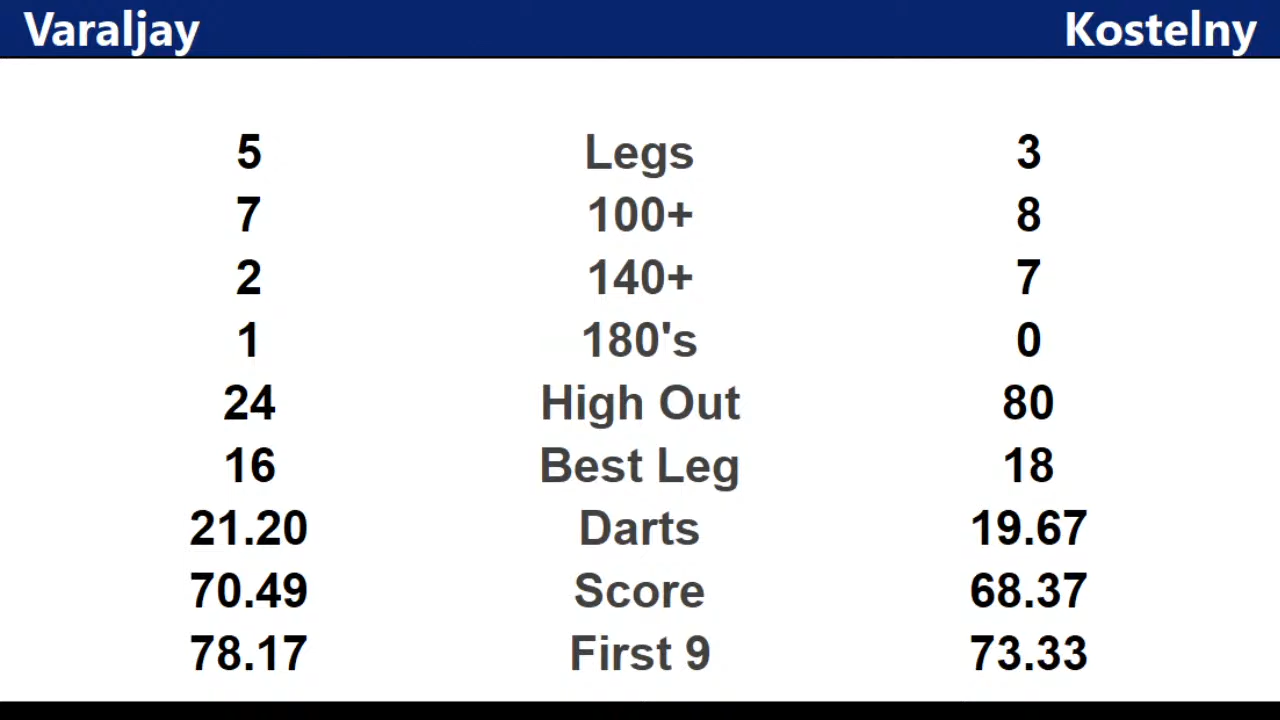 Varaljay Kostelny
5 Legs 3
7 100+ 8
2 140+ 7
1 180's 0
24 High Out 80
16 Best Leg 18
21.20 Darts 19.67
70.49 Score 68.37
78.17 First 9 73.33